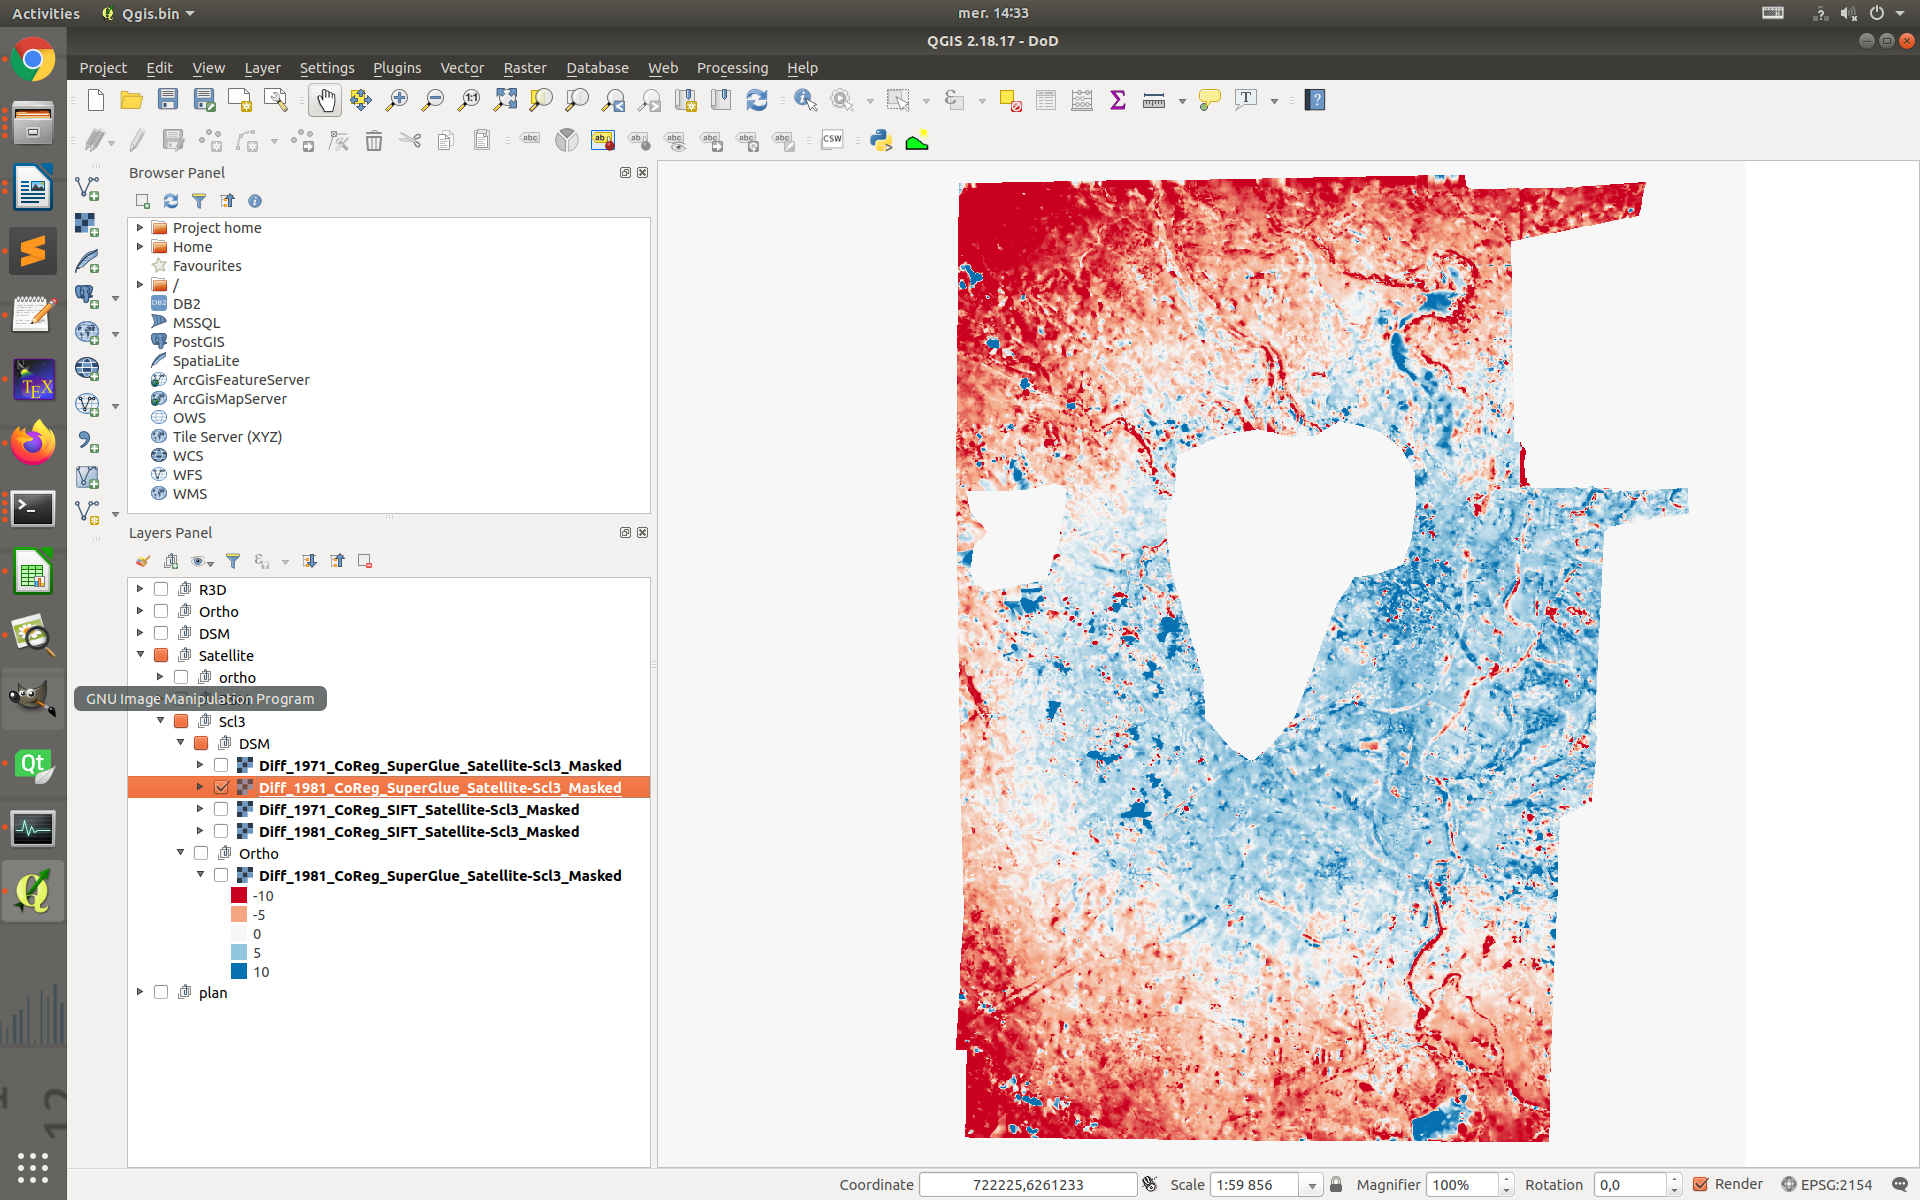 Activities
Qgis.bin
mer. 14:33
QGIS 2.18.17 - DoD
Project Edit View Layer Settings Plugins Vector Raster Database Web Processing Help
Browser Panel
Project home
Home
Favourites
/
DB2
MSSQL
PostGIS
SpatiaLite
ArcGisFeatureServer
ArcGisMapServer
OWS
Tile Server (XYZ)
WCS
WFS
WMS
Layers Panel
R3D
Ortho
DSM
Satellite
ortho
GNU Image Manipulation Program
Scl3
DSM
Diff_1971_CoReg_SuperGlue_Satellite-Scl3_Masked
Diff_1981_CoReg_SuperGlue_Satellite-Scl3_Masked
Diff_1971_CoReg_SIFT_Satellite-Scl3_Masked
Diff_1981_CoReg_SIFT_Satellite-Scl3_Masked
Ortho
Diff_1981_CoReg_SuperGlue_Satellite-Scl3_Masked
-10
-5
0
5
10
plan
Coordinate 722225,6261233 Scale 1:59 856 Magnifier 100% Rotation 0,0 Render EPSG:2154